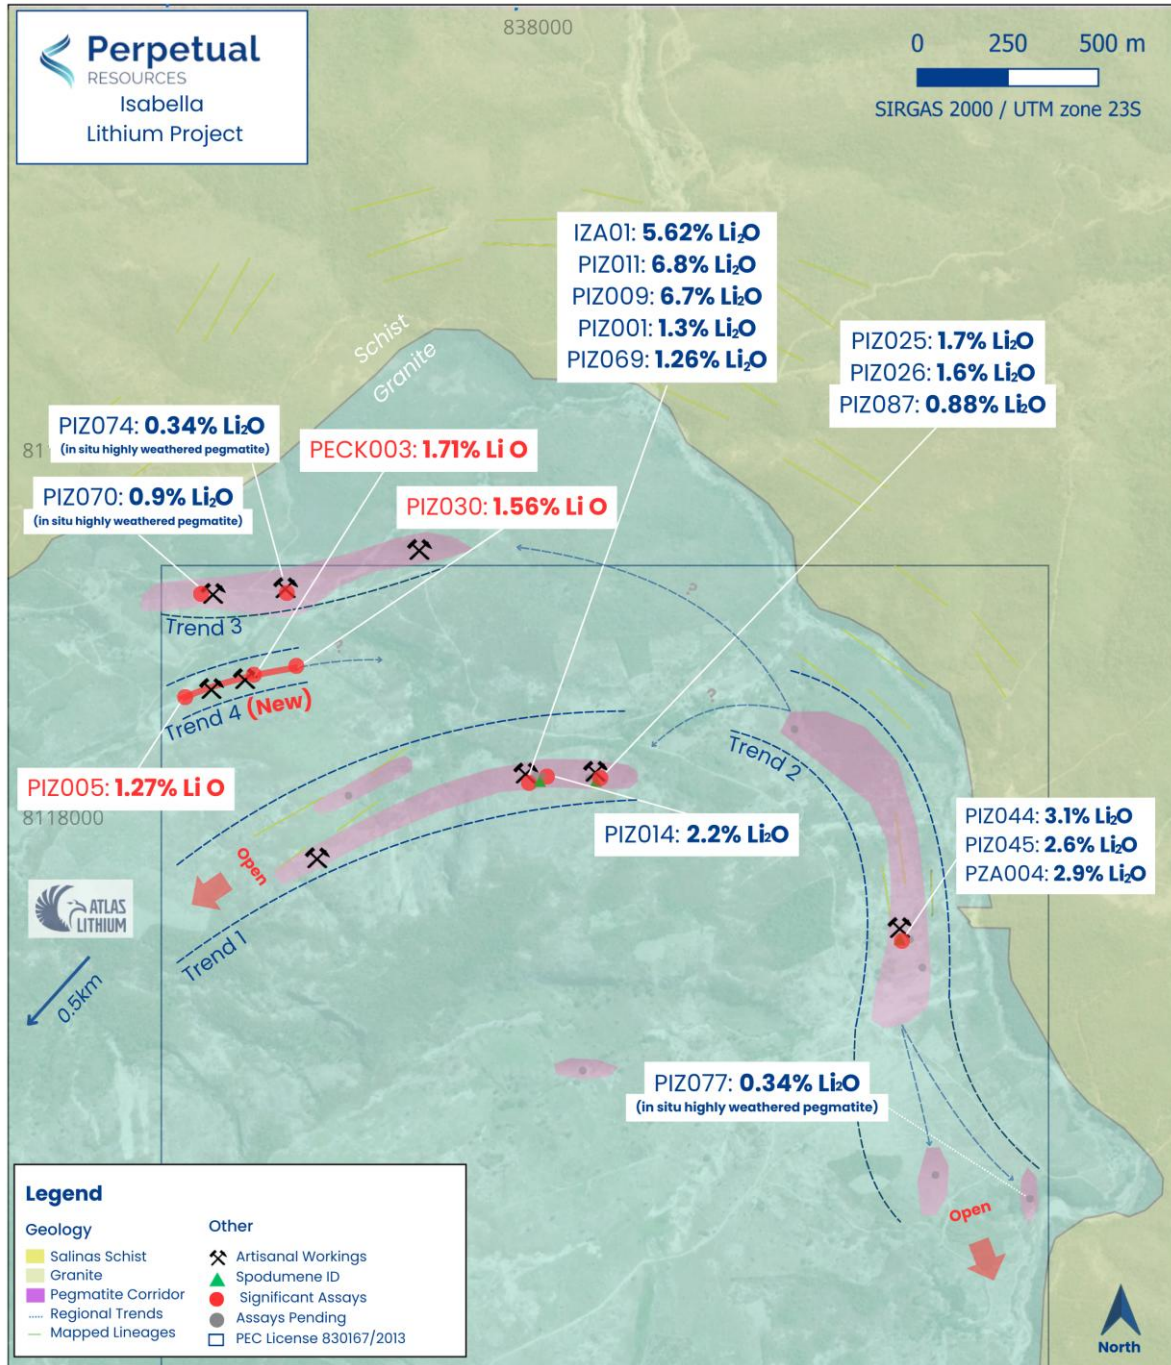 Perpetual
RESOURCES
Isabella
Lithium Project
838000
0 250 500 m
SIRGAS 2000 / UTM zone 23S
IZA01: 5.62% Li₂O
PIZ011: 6.8% Li₂O
PIZ009: 6.7% Li₂O
PIZ001: 1.3% Li₂O
PIZ069: 1.26% Li₂O
PIZ025: 1.7% Li₂O
PIZ026: 1.6% Li₂O
PIZ087: 0.88% Li₂O
Schist
Granite
PIZ074: 0.34% Li₂O
(in situ highly weathered pegmatite)
81
PECK003: 1.71% Li O
PIZ070: 0.9% Li₂O
(in situ highly weathered pegmatite)
PIZ030: 1.56% Li O
?
Trend 3
?
Trend 4 (New)
?
Trend 2
PIZ005: 1.27% Li O
8118000
PIZ014: 2.2% Li₂O
PIZ044: 3.1% Li₂O
PIZ045: 2.6% Li₂O
PZA004: 2.9% Li₂O
Open
ATLAS
LITHIUM
Trend 1
0.5km
PIZ077: 0.34% Li₂O
(in situ highly weathered pegmatite)
Open
Legend
Geology
Salinas Schist
Granite
Pegmatite Corridor
Regional Trends
Mapped Lineages
Other
Artisanal Workings
Spodumene ID
Significant Assays
Assays Pending
PEC License 830167/2013
North